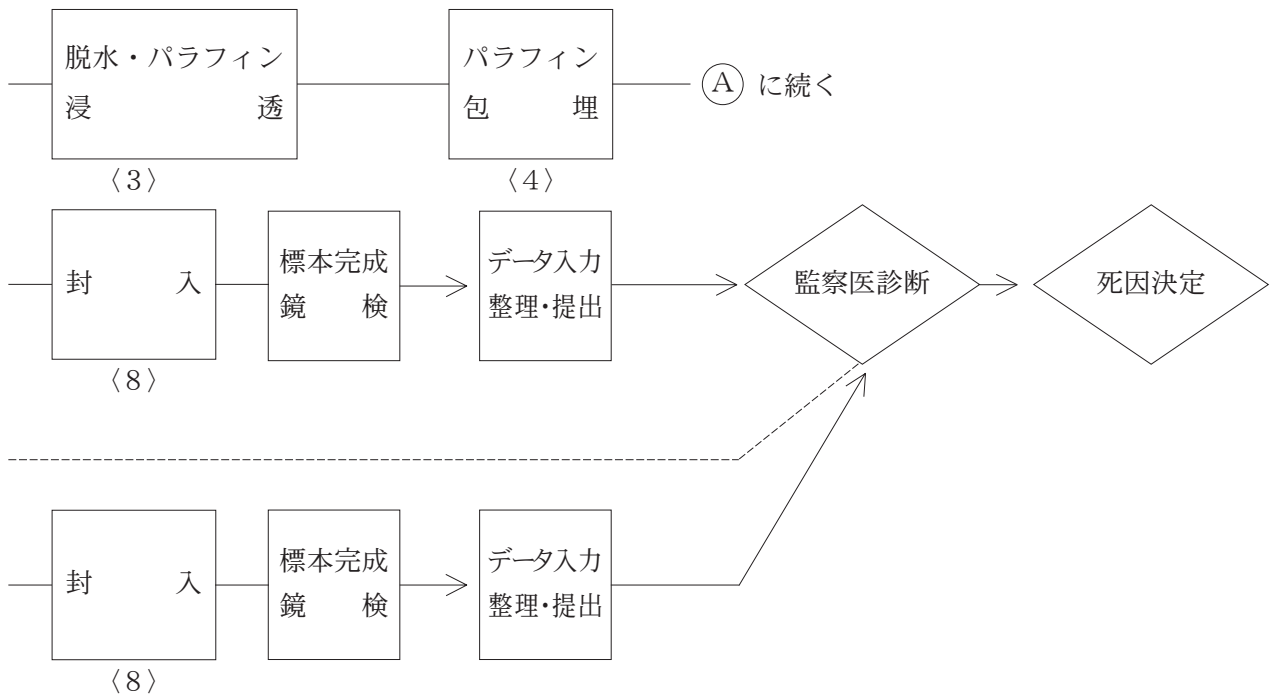 脱水・パラフィン
浸透
〈3〉
パラフィン
包埋
〈4〉
Ⓐ に続く
封入
〈8〉
標本完成
鏡検
データ入力
整理・提出
監察医診断
死因決定
封入
〈8〉
標本完成
鏡検
データ入力
整理・提出